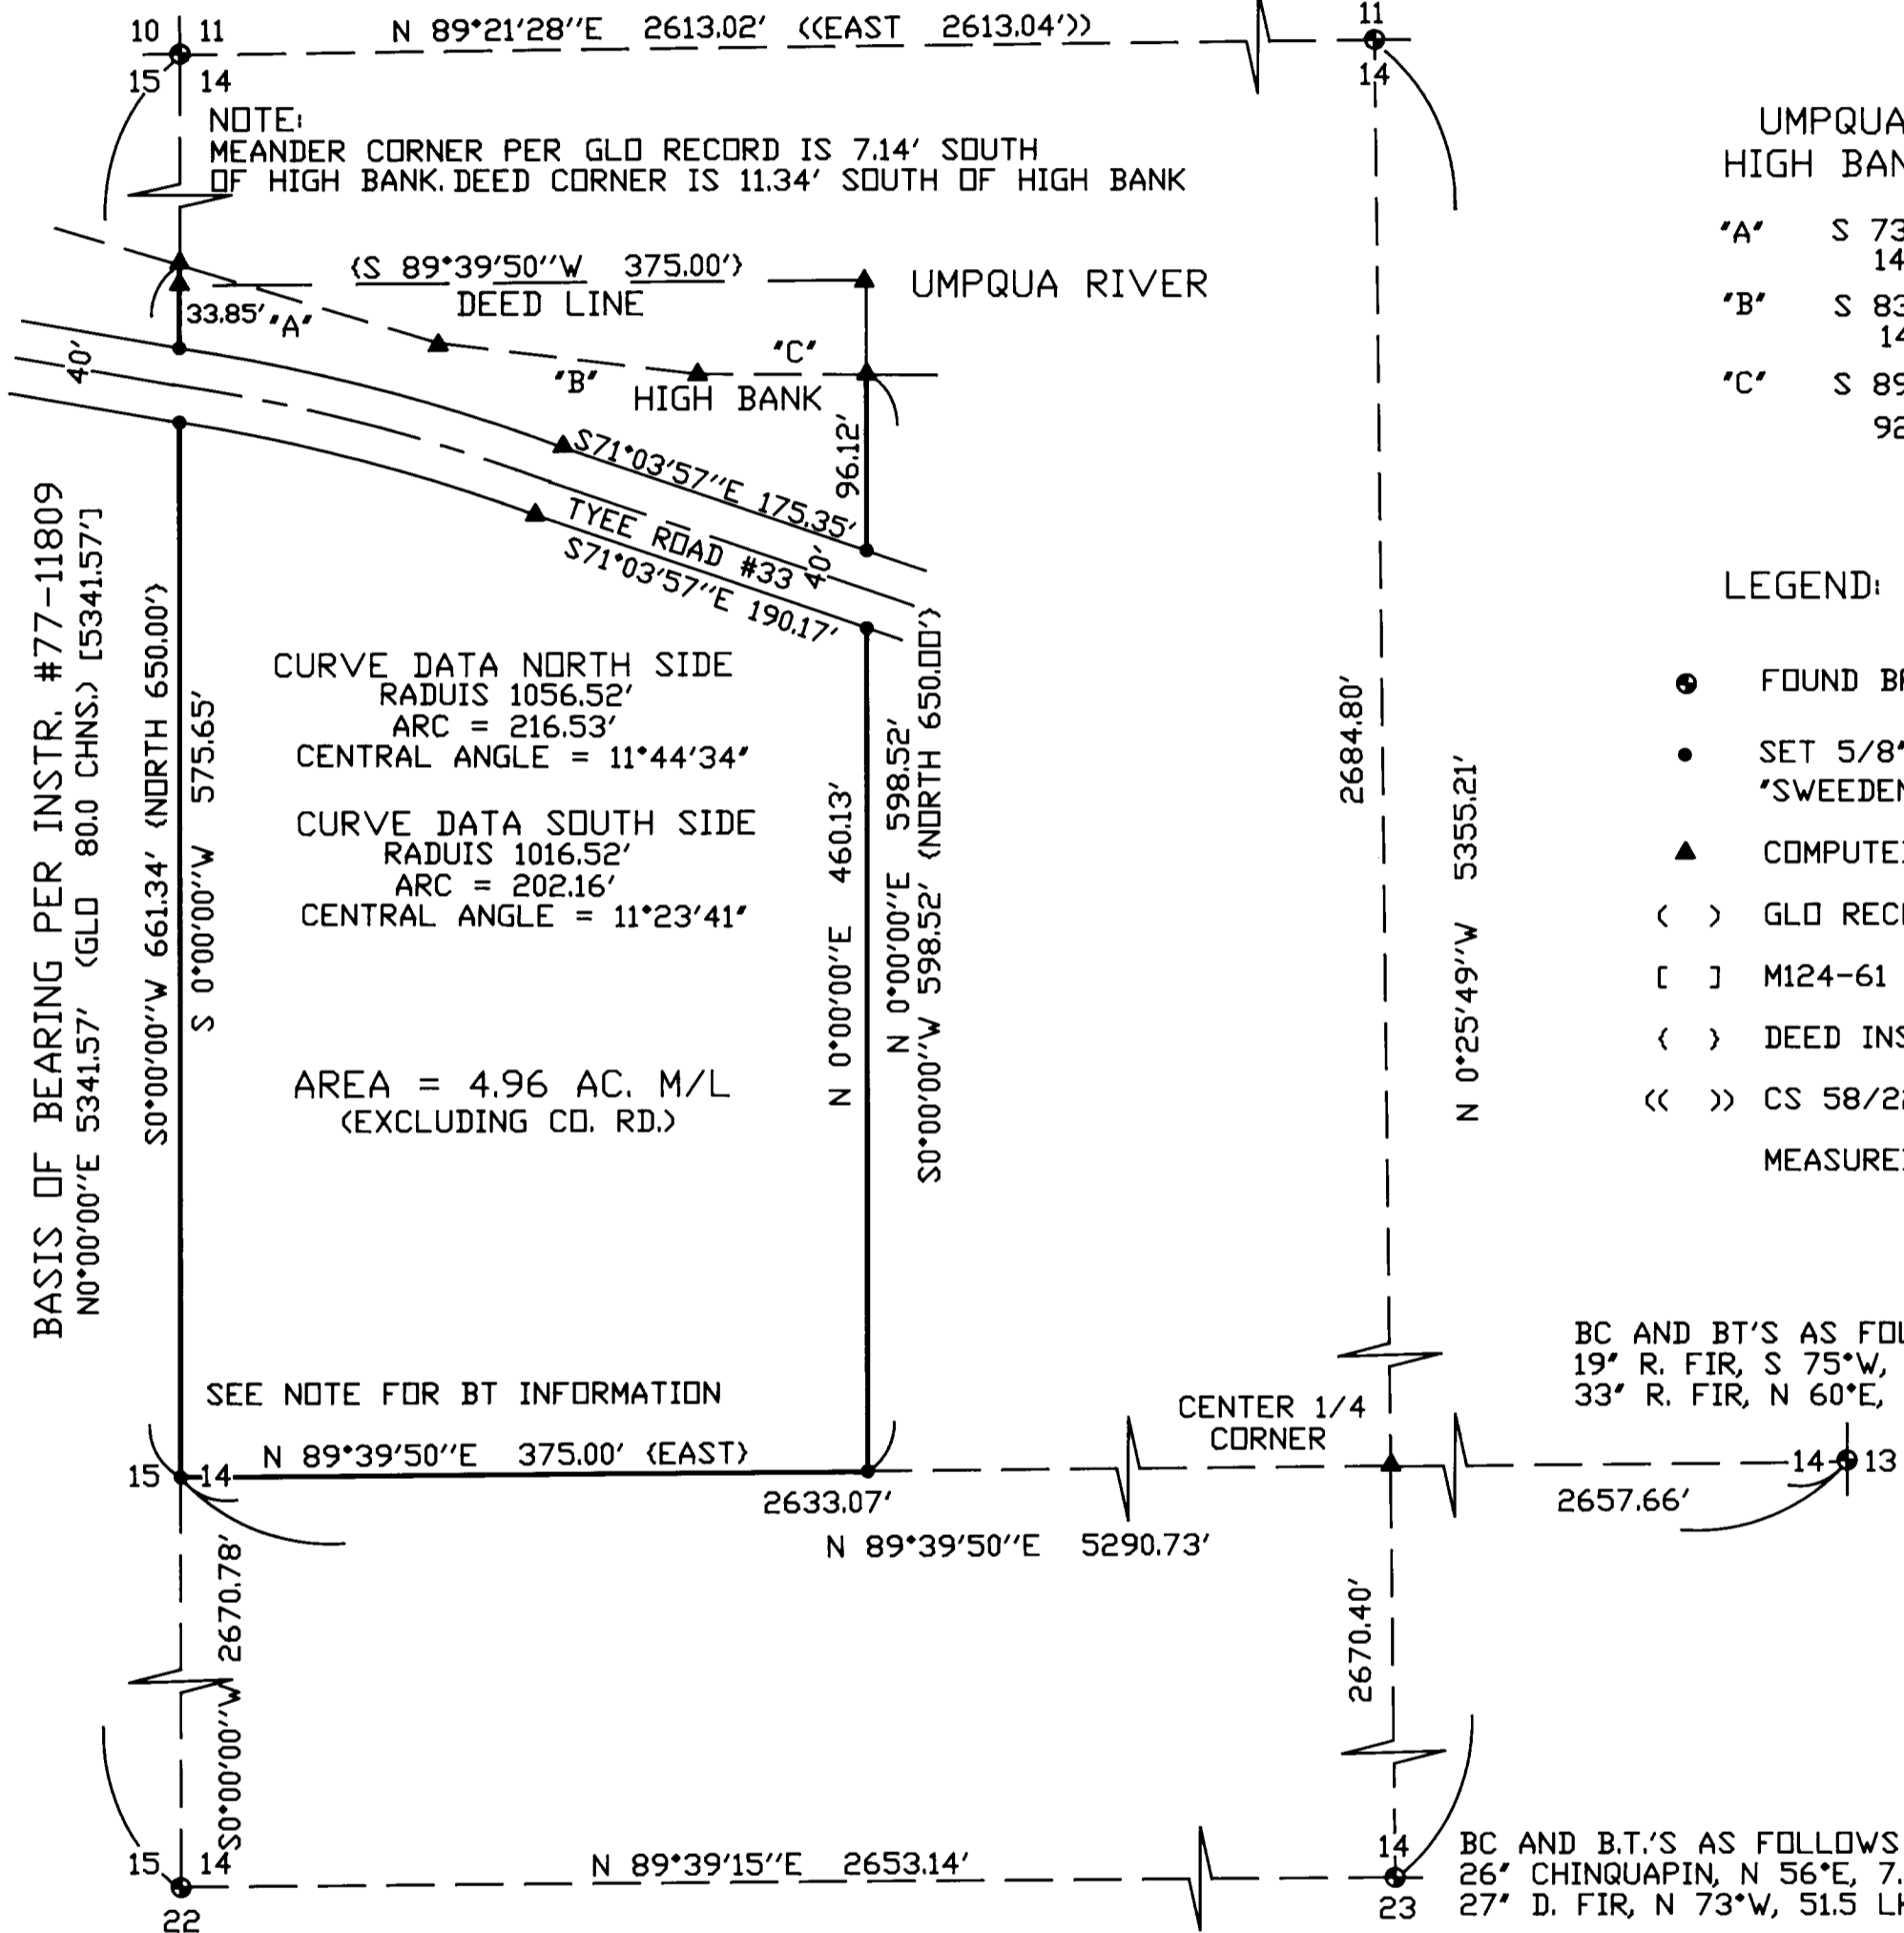 10 11
N 89°21'28"E 2613.02' ((EAST 2613.04'))
11
15 14
14
NOTE:
MEANDER CORNER PER GLO RECORD IS 7.14' SOUTH
OF HIGH BANK. DEED CORNER IS 11.34' SOUTH OF HIGH BANK
{S 89°39'50"W 375.00'}
DEED LINE
UMPQUA RIVER
33.85' "A"
"B"
"C"
HIGH BANK
40'
96.12'
S71°03'57"E 175.35'
TYEE ROAD #33
40'
S71°03'57"E 190.17'
BASIS OF BEARING PER INSTR. #77-11809
N0°00'00"E 5341.57' (GLO 80.0 CHNS.) [5341.57']
S0°00'00"W 661.34' (NORTH 650.00')
S 0°00'00"W 575.65'
CURVE DATA NORTH SIDE
RADUIS 1056.52'
ARC = 216.53'
CENTRAL ANGLE = 11°44'34"
CURVE DATA SOUTH SIDE
RADUIS 1016.52'
ARC = 202.16'
CENTRAL ANGLE = 11°23'41"
AREA = 4.96 AC. M/L
(EXCLUDING CO. RD.)
N 0°00'00"E 460.13'
N 0°00'00"E 598.52'
S0°00'00"W 598.52' (NORTH 650.00')
2684.80'
N 0°25'49"W 5355.21'
UMPQUA
HIGH BAN
"A" S 73
14
"B" S 83
14
"C" S 89
92
LEGEND:
FOUND BR
SET 5/8"
"SWEEDEN
COMPUTE
( ) GLO REC
[ ] M124-61
{ } DEED INS
(( )) CS 58/2
MEASURE
BC AND BT'S AS FOL
19" R. FIR, S 75°W,
33" R. FIR, N 60°E,
SEE NOTE FOR BT INFORMATION
CENTER 1/4
CORNER
15 14
N 89°39'50"E 375.00' {EAST}
14 13
2633.07'
2657.66'
N 89°39'50"E 5290.73'
2670.78'
S0°00'00"W
2670.40'
15 14
N 89°39'15"E 2653.14'
22
14
23
BC AND B.T.'S AS FOLLOWS
26" CHINQUAPIN, N 56°E, 7.
27" D. FIR, N 73°W, 51.5 L